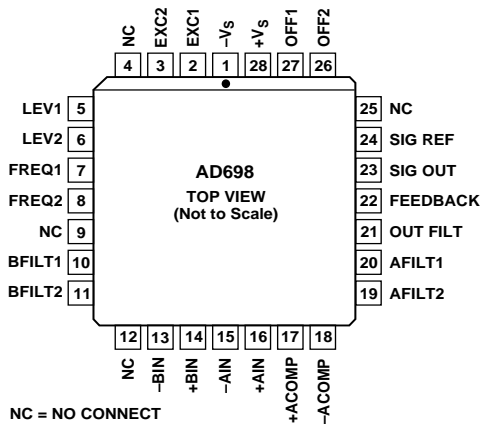 NC EXC2 EXC1 –VS +VS OFF1 OFF2
4 3 2 1 28 27 26
LEV1 5
LEV2 6
FREQ1 7
FREQ2 8
NC 9
BFILT1 10
BFILT2 11
AD698
TOP VIEW
(Not to Scale)
25 NC
24 SIG REF
23 SIG OUT
22 FEEDBACK
21 OUT FILT
20 AFILT1
19 AFILT2
12 13 14 15 16 17 18
NC –BIN +BIN –AIN +AIN +ACOMP –ACOMP
NC = NO CONNECT